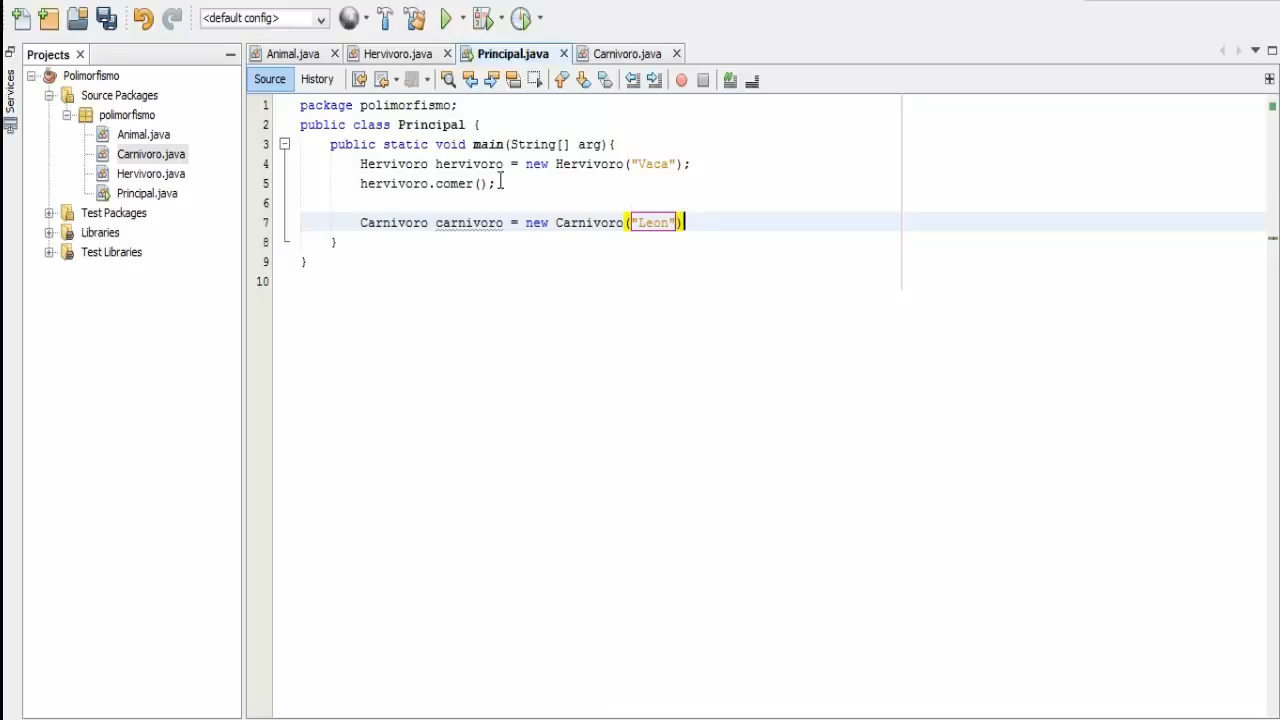 <default config>
Projects
Services
Polimorfismo
Source Packages
polimorfismo
Animal.java
Carnivoro.java
Hervivoro.java
Principal.java
Test Packages
Libraries
Test Libraries
Animal.java
Hervivoro.java
Principal.java
Carnivoro.java
Source
History
1 package polimorfismo;
2 public class Principal {
3 public static void main(String[] arg){
4 Hervivoro hervivoro = new Hervivoro("Vaca");
5 hervivoro.comer();
6
7 Carnivoro carnivoro = new Carnivoro("Leon")
8 }
9 }
10